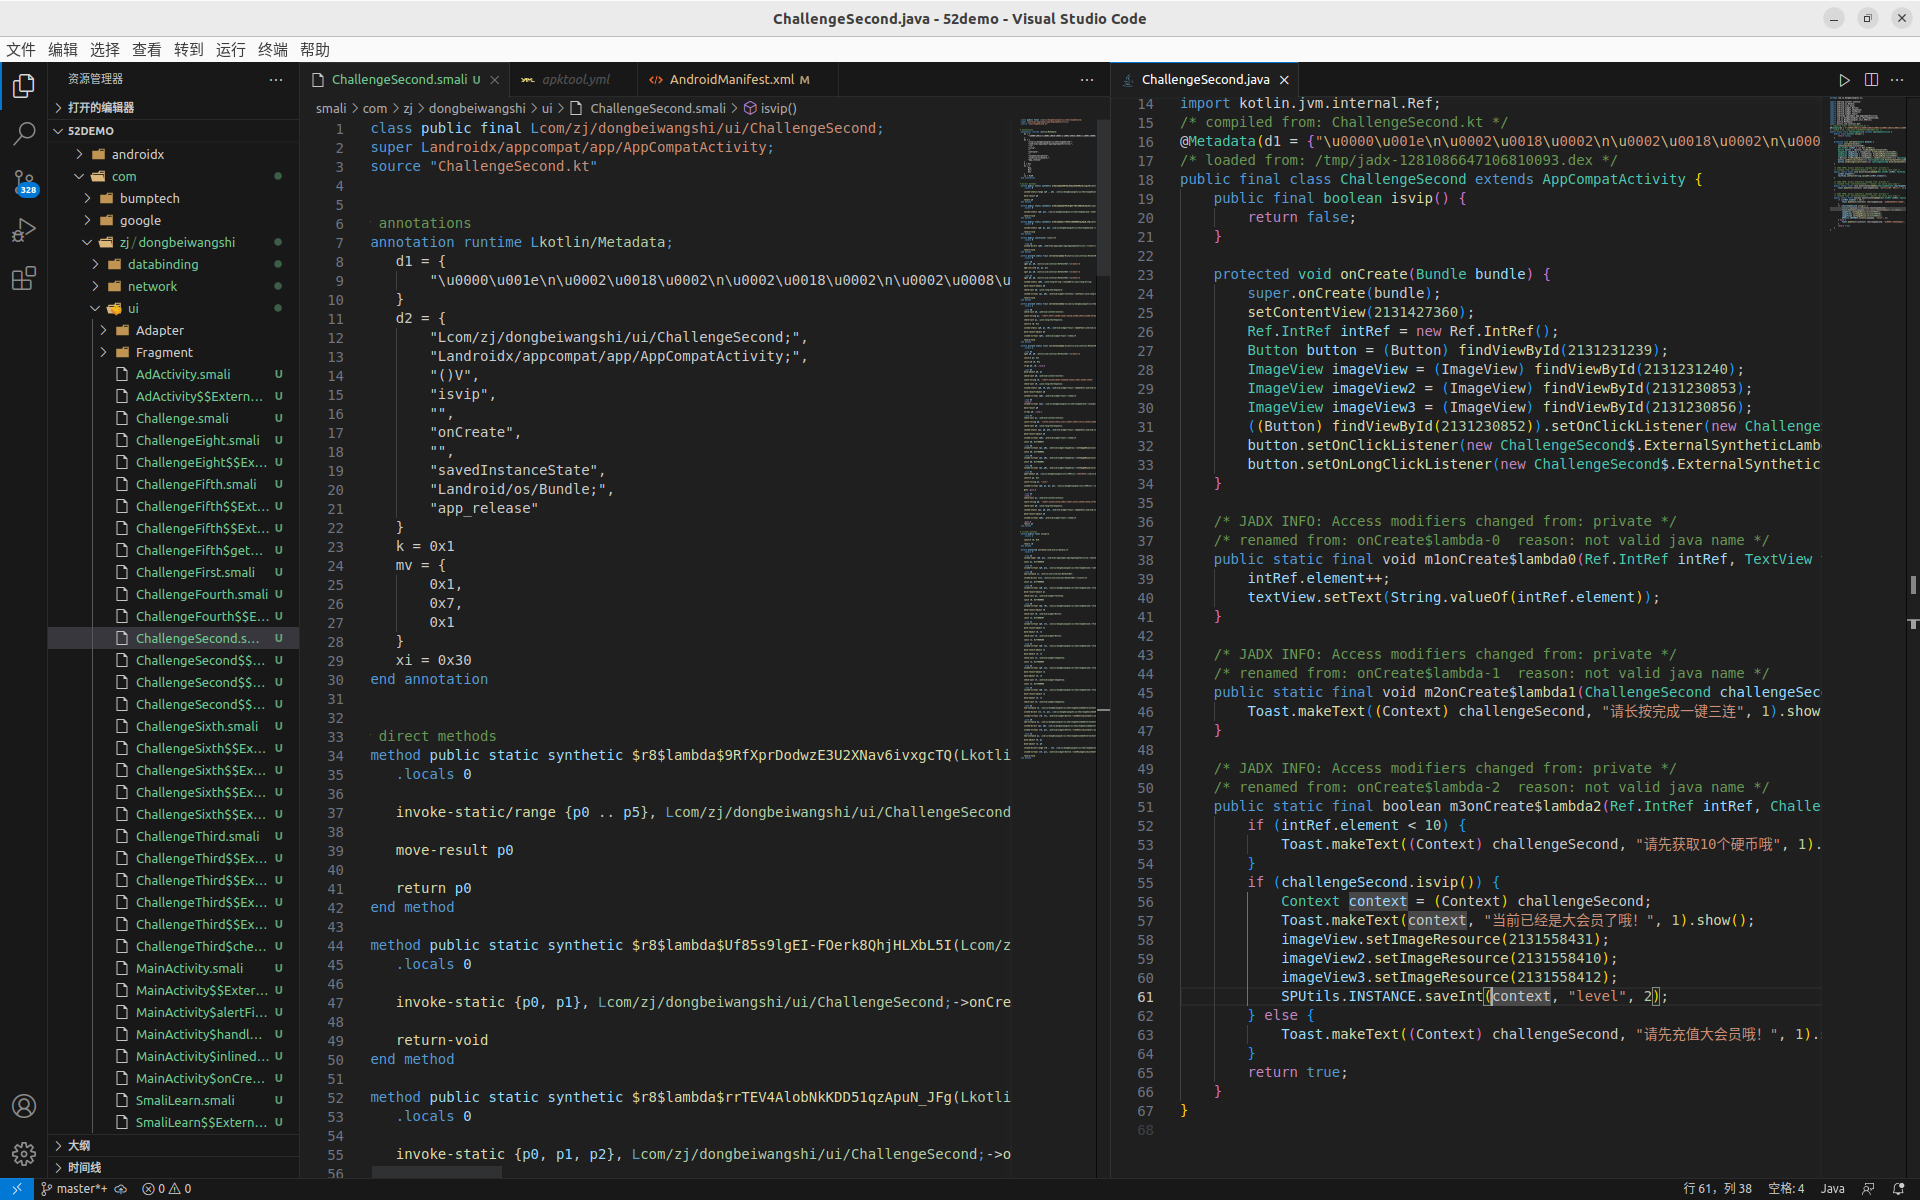 ChallengeSecond.java - 52demo - Visual Studio Code
文件 编辑 选择 查看 转到 运行 终端 帮助
资源管理器
打开的编辑器
52DEMO
androidx
com
bumptech
google
zj/dongbeiwangshi
databinding
network
ui
Adapter
Fragment
AdActivity.smali U
AdActivity$$Extern... U
Challenge.smali U
ChallengeEight.smali U
ChallengeEight$$Ex... U
ChallengeFifth.smali U
ChallengeFifth$$Ext... U
ChallengeFifth$$Ext... U
ChallengeFifth$get... U
ChallengeFirst.smali U
ChallengeFourth.smali U
ChallengeFourth$$E... U
ChallengeSecond.s... U
ChallengeSecond$$... U
ChallengeSecond$$... U
ChallengeSecond$$... U
ChallengeSixth.smali U
ChallengeSixth$$Ex... U
ChallengeSixth$$Ex... U
ChallengeSixth$$Ex... U
ChallengeSixth$$Ex... U
ChallengeThird.smali U
ChallengeThird$$Ex... U
ChallengeThird$$Ex... U
ChallengeThird$$Ex... U
ChallengeThird$$Ex... U
ChallengeThird$che... U
MainActivity.smali U
MainActivity$$Exter... U
MainActivity$alertFi... U
MainActivity$handl... U
MainActivity$inlined... U
MainActivity$onCre... U
SmaliLearn.smali U
SmaliLearn$$Extern... U
大纲
时间线
328
ChallengeSecond.smali U
apktool.yml
AndroidManifest.xml M
smali > com > zj > dongbeiwangshi > ui > ChallengeSecond.smali > isvip()
1 class public final Lcom/zj/dongbeiwangshi/ui/ChallengeSecond;
2 super Landroidx/appcompat/app/AppCompatActivity;
3 source "ChallengeSecond.kt"
4
5
6 annotations
7 annotation runtime Lkotlin/Metadata;
8 d1 = {
9 "\u0000\u001e\n\u0002\u0018\u0002\n\u0002\u0018\u0002\n\u0002\u0008\u
10 }
11 d2 = {
12 "Lcom/zj/dongbeiwangshi/ui/ChallengeSecond;",
13 "Landroidx/appcompat/app/AppCompatActivity;",
14 "()V",
15 "isvip",
16 "",
17 "onCreate",
18 "",
19 "savedInstanceState",
20 "Landroid/os/Bundle;",
21 "app_release"
22 }
23 k = 0x1
24 mv = {
25 0x1,
26 0x7,
27 0x1
28 }
29 xi = 0x30
30 end annotation
31
32
33 direct methods
34 method public static synthetic $r8$lambda$9RfXprDodwzE3U2XNav6ivxgcTQ(Lkotli
35 .locals 0
36
37 invoke-static/range {p0 .. p5}, Lcom/zj/dongbeiwangshi/ui/ChallengeSecond
38
39 move-result p0
40
41 return p0
42 end method
43
44 method public static synthetic $r8$lambda$Uf85s9lgEI-FOerk8QhjHLXbL5I(Lcom/z
45 .locals 0
46
47 invoke-static {p0, p1}, Lcom/zj/dongbeiwangshi/ui/ChallengeSecond;->onCre
48
49 return-void
50 end method
51
52 method public static synthetic $r8$lambda$rrTEV4AlobNkKDD51qzApuN_JFg(Lkotli
53 .locals 0
54
55 invoke-static {p0, p1, p2}, Lcom/zj/dongbeiwangshi/ui/ChallengeSecond;->o
56
ChallengeSecond.java
14 import kotlin.jvm.internal.Ref;
15 /* compiled from: ChallengeSecond.kt */
16 @Metadata(d1 = {"\u0000\u001e\n\u0002\u0018\u0002\n\u0002\u0018\u0002\n\u000
17 /* loaded from: /tmp/jadx-1281086647106810093.dex */
18 public final class ChallengeSecond extends AppCompatActivity {
19 public final boolean isvip() {
20 return false;
21 }
22
23 protected void onCreate(Bundle bundle) {
24 super.onCreate(bundle);
25 setContentView(2131427360);
26 Ref.IntRef intRef = new Ref.IntRef();
27 Button button = (Button) findViewById(2131231239);
28 ImageView imageView = (ImageView) findViewById(2131231240);
29 ImageView imageView2 = (ImageView) findViewById(2131230853);
30 ImageView imageView3 = (ImageView) findViewById(2131230856);
31 ((Button) findViewById(2131230852)).setOnClickListener(new Challenge
32 button.setOnClickListener(new ChallengeSecond$.ExternalSyntheticLamb
33 button.setOnLongClickListener(new ChallengeSecond$.ExternalSynthetic
34 }
35
36 /* JADX INFO: Access modifiers changed from: private */
37 /* renamed from: onCreate$lambda-0 reason: not valid java name */
38 public static final void m1onCreate$lambda0(Ref.IntRef intRef, TextView
39 intRef.element++;
40 textView.setText(String.valueOf(intRef.element));
41 }
42
43 /* JADX INFO: Access modifiers changed from: private */
44 /* renamed from: onCreate$lambda-1 reason: not valid java name */
45 public static final void m2onCreate$lambda1(ChallengeSecond challengeSec
46 Toast.makeText((Context) challengeSecond, "请长按完成一键三连", 1).show
47 }
48
49 /* JADX INFO: Access modifiers changed from: private */
50 /* renamed from: onCreate$lambda-2 reason: not valid java name */
51 public static final boolean m3onCreate$lambda2(Ref.IntRef intRef, Challe
52 if (intRef.element < 10) {
53 Toast.makeText((Context) challengeSecond, "请先获取10个硬币哦", 1).
54 }
55 if (challengeSecond.isvip()) {
56 Context context = (Context) challengeSecond;
57 Toast.makeText(context, "当前已经是大会员了哦！", 1).show();
58 imageView.setImageResource(2131558431);
59 imageView2.setImageResource(2131558410);
60 imageView3.setImageResource(2131558412);
61 SPUtils.INSTANCE.saveInt(context, "level", 2);
62 } else {
63 Toast.makeText((Context) challengeSecond, "请先充值大会员哦！", 1).
64 }
65 return true;
66 }
67 }
68
master*+ 0 0
行 61，列 38 空格: 4 Java